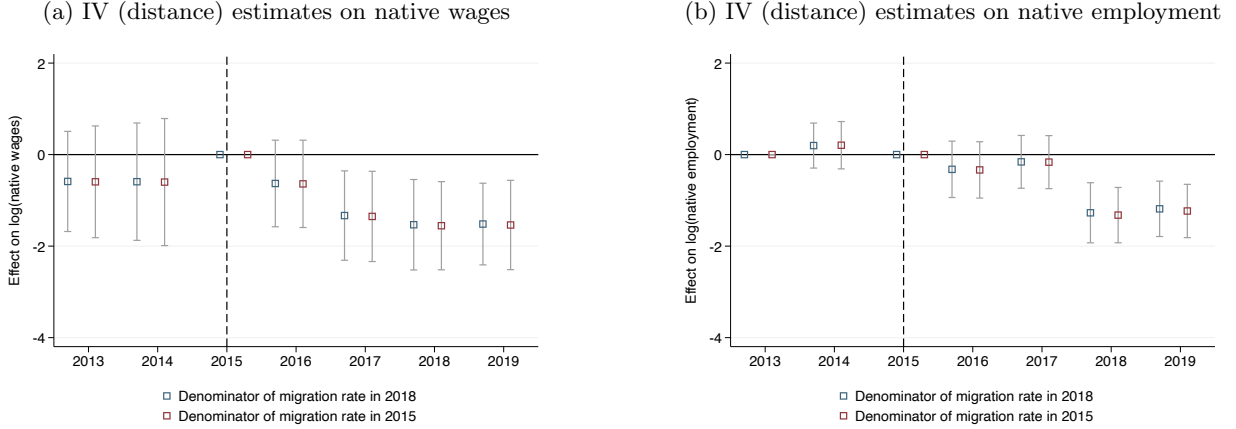 (a) IV (distance) estimates on native wages
Effect on log(native wages)
2
0
-2
-4
2013 2014 2015 2016 2017 2018 2019
Denominator of migration rate in 2018
Denominator of migration rate in 2015
(b) IV (distance) estimates on native employment
Effect on log(native employment)
2
0
-2
-4
2013 2014 2015 2016 2017 2018 2019
Denominator of migration rate in 2018
Denominator of migration rate in 2015